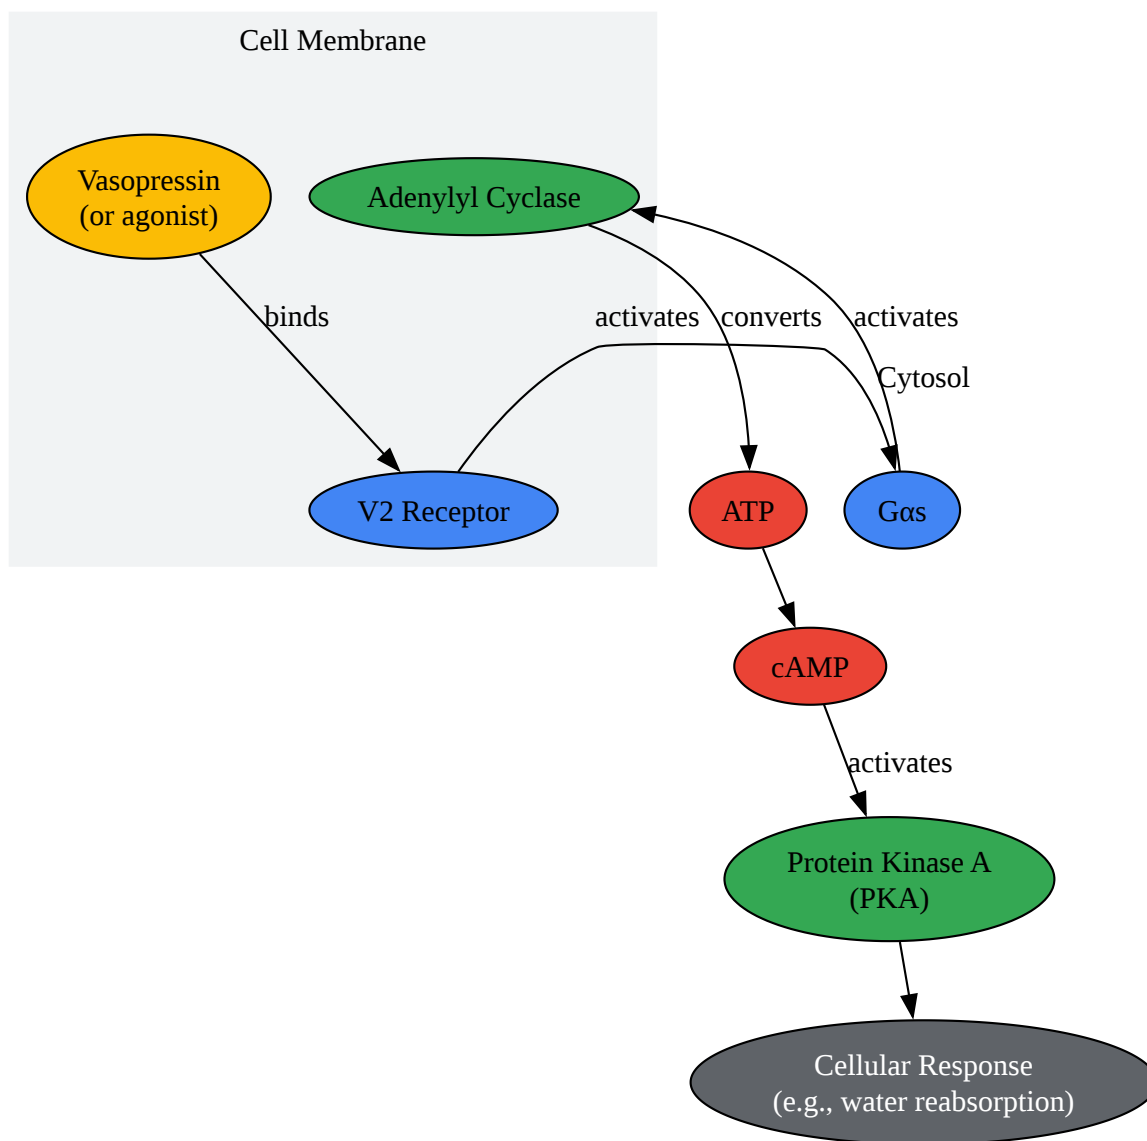 Cell Membrane
Vasopressin
(or agonist)
Adenylyl Cyclase
binds
activates
converts
activates
Cytosol
V2 Receptor
ATP
Gαs
cAMP
activates
Protein Kinase A
(PKA)
Cellular Response
(e.g., water reabsorption)